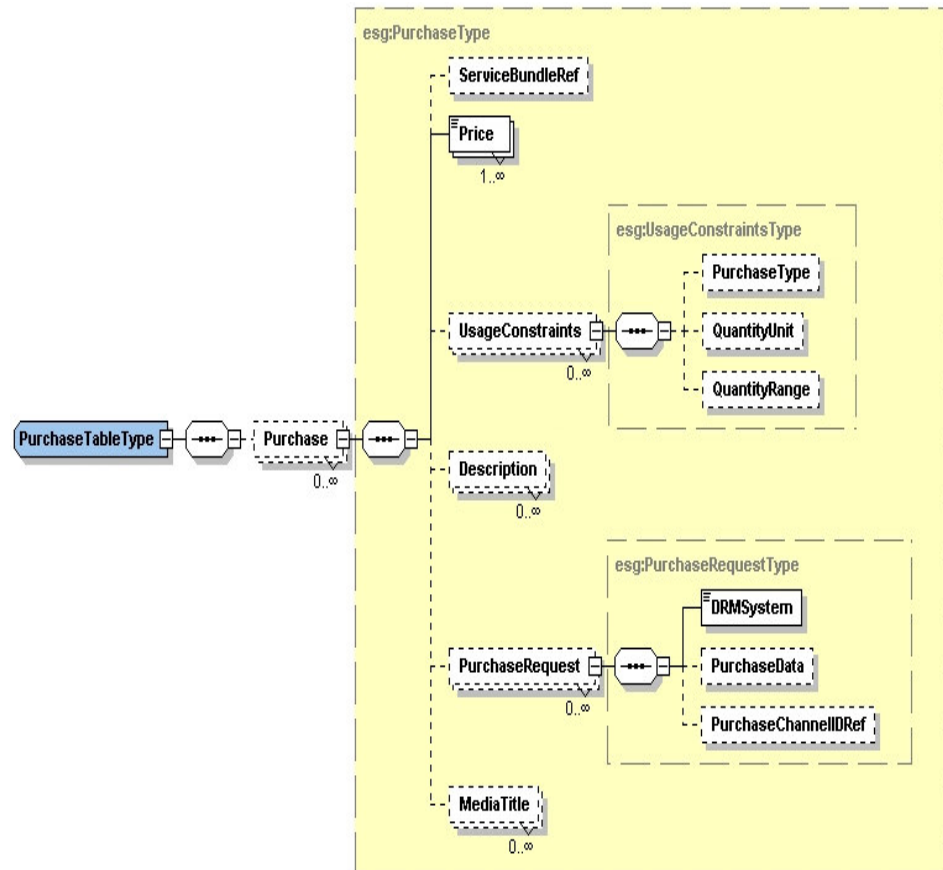 esg:PurchaseType
ServiceBundleRef
Price
1..∞
esg:UsageConstraintsType
PurchaseType
UsageConstraints
QuantityUnit
0..∞
QuantityRange
PurchaseTableType
Purchase
0..∞
Description
0..∞
esg:PurchaseRequestType
DRMSystem
PurchaseRequest
PurchaseData
0..∞
PurchaseChannelIDRef
MediaTitle
0..∞